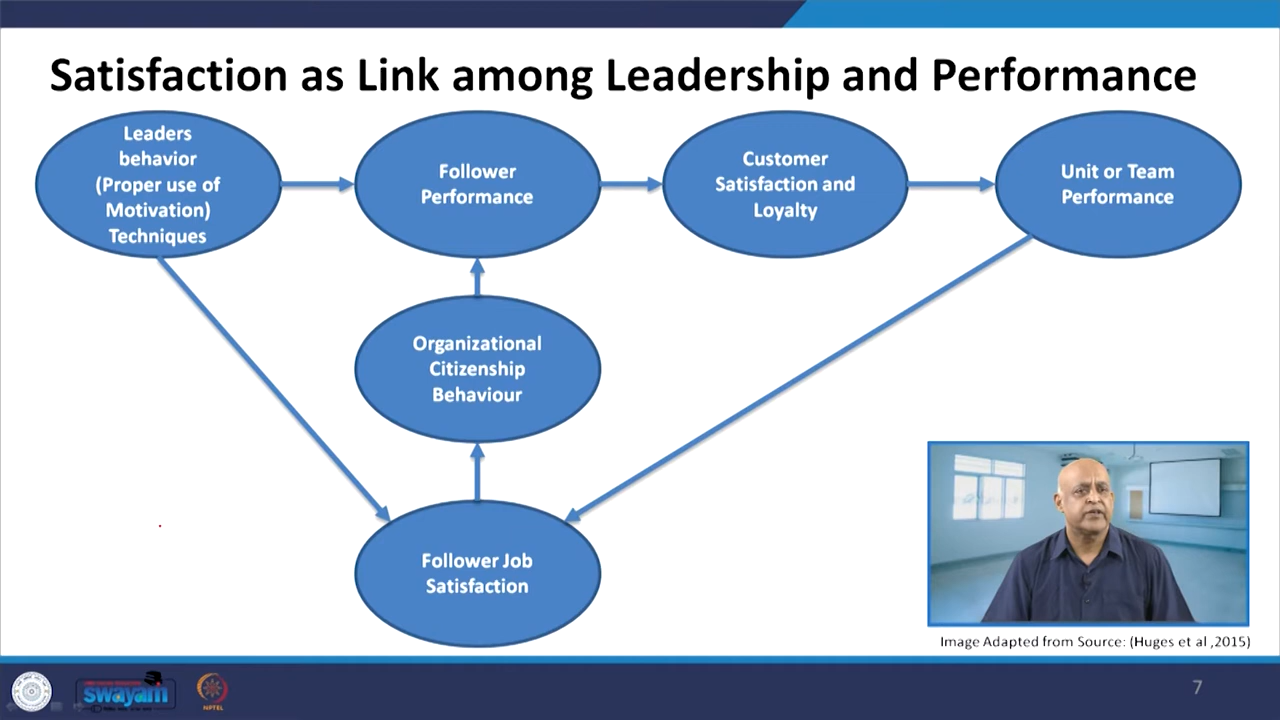 Satisfaction as Link among Leadership and Performance
Leaders
behavior
(Proper use of
Motivation)
Techniques
Follower
Performance
Customer
Satisfaction and
Loyalty
Unit or Team
Performance
Organizational
Citizenship
Behaviour
Follower Job
Satisfaction
Image Adapted from Source: (Huges et al ,2015)
swayam
NPTEL
7